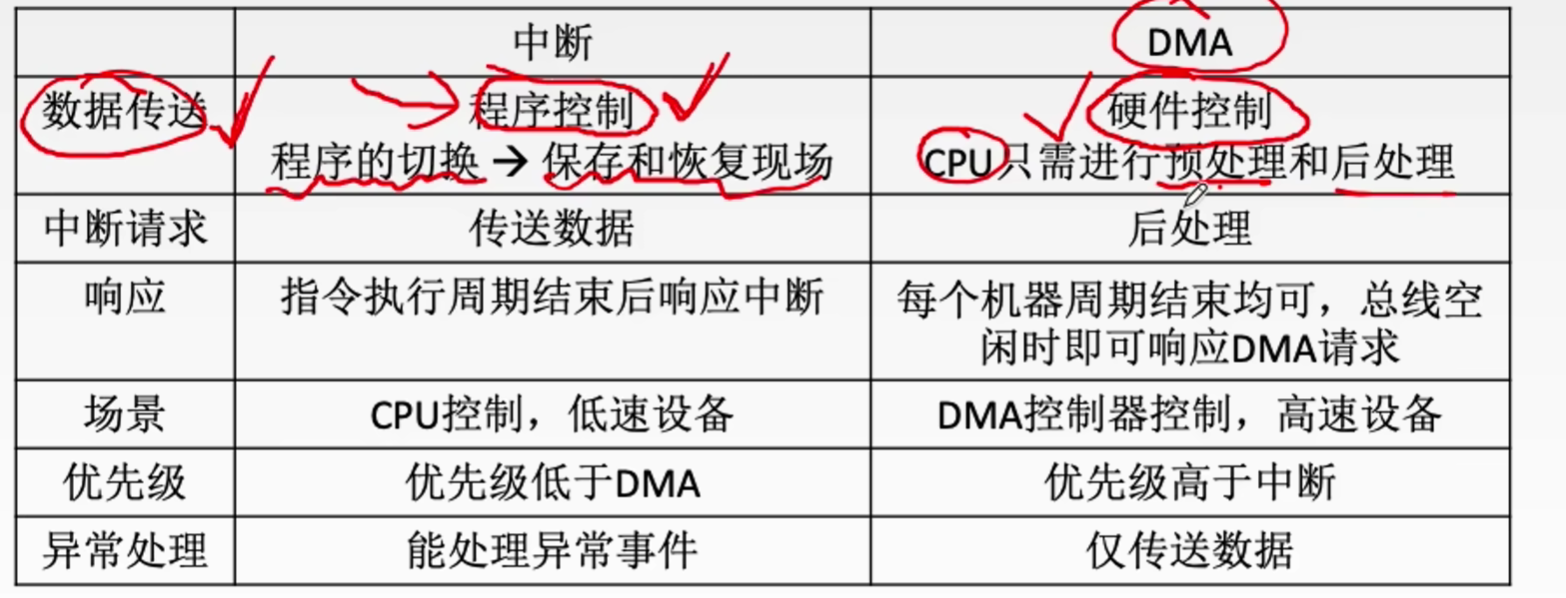 中断
DMA
数据传送
程序控制
程序的切换 → 保存和恢复现场
硬件控制
CPU只需进行预处理和后处理
中断请求
传送数据
后处理
响应
指令执行周期结束后响应中断
每个机器周期结束均可，总线空
闲时即可响应DMA请求
场景
CPU控制，低速设备
DMA控制器控制，高速设备
优先级
优先级低于DMA
优先级高于中断
异常处理
能处理异常事件
仅传送数据